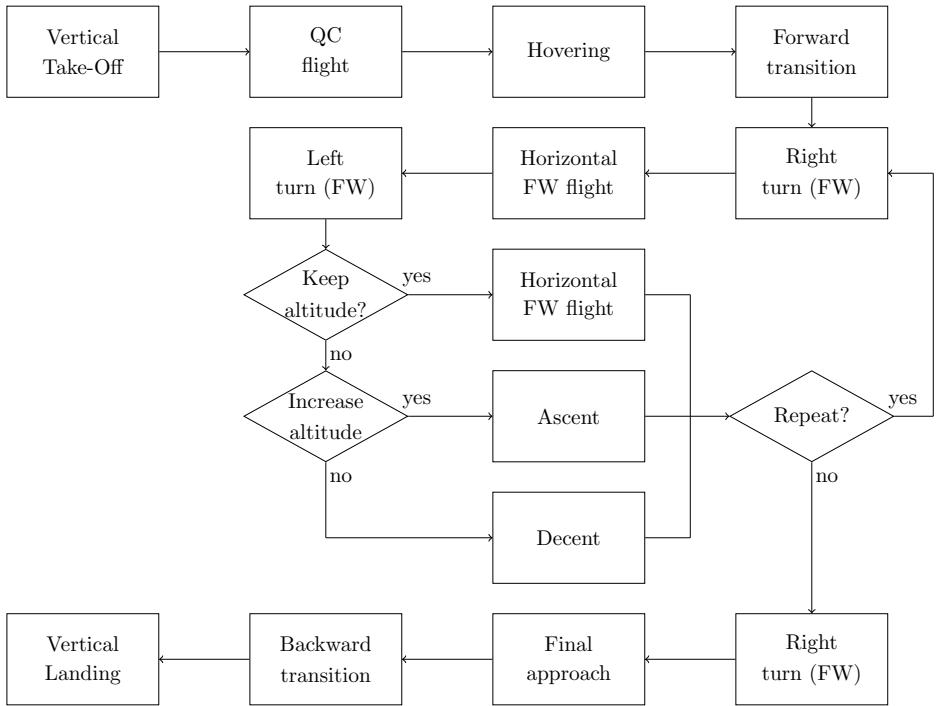 Vertical
Take-Off
QC
flight
Hovering
Forward
transition
Left
turn (FW)
Horizontal
FW flight
Right
turn (FW)
Keep
altitude?
yes
Horizontal
FW flight
no
Increase
altitude
yes
Ascent
Repeat?
yes
no
no
Decent
Vertical
Landing
Backward
transition
Final
approach
Right
turn (FW)